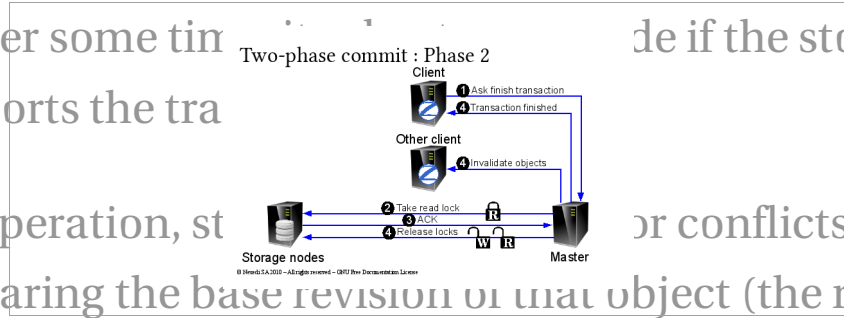 er some tim
de if the sto
Two-phase commit : Phase 2
Client
1 Ask finish transaction
4 Transaction finished
orts the tra
Other client
4 Invalidate objects
2 Take read lock
R
3 ACK
4 Release locks
W R
peration, st
or conflicts
Storage nodes
Master
© Nexedi SA 2010 – All rights reserved – GNU Free Documentation License
aring the base revision of that object (the